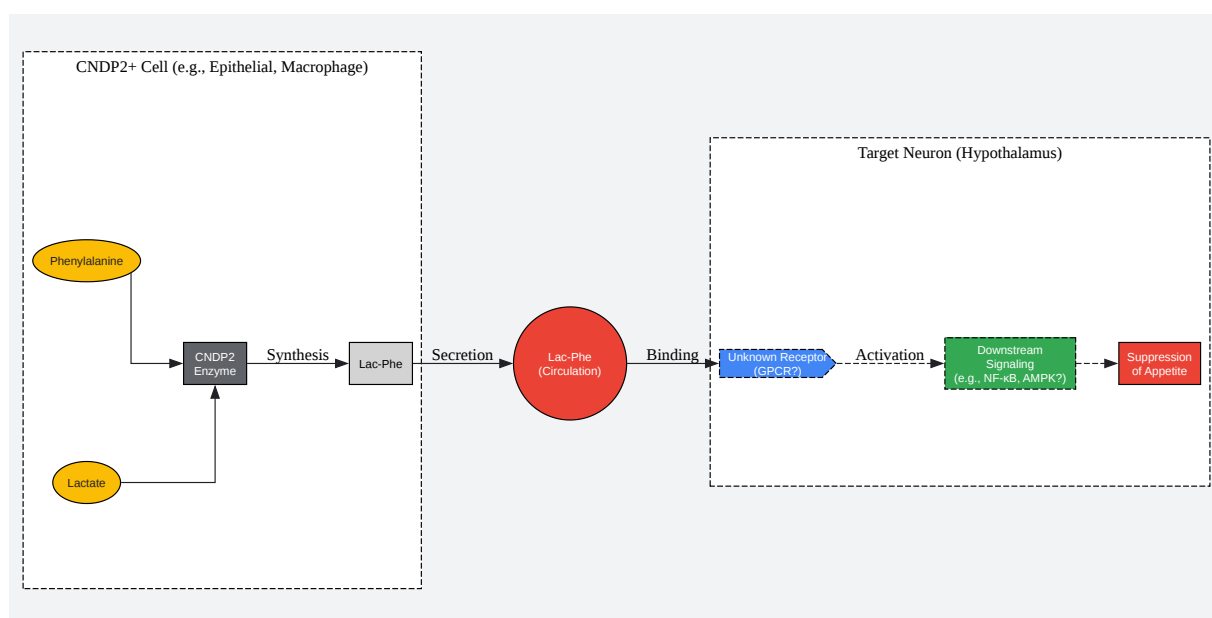 CNDP2+ Cell (e.g., Epithelial, Macrophage)
Phenylalanine
Lactate
CNDP2
Enzyme
Synthesis
Lac-Phe
Secretion
Lac-Phe
(Circulation)
Binding
Target Neuron (Hypothalamus)
Unknown Receptor
(GPCR?)
Activation
Downstream
Signaling
(e.g., NF-κB, AMPK?)
Suppression
of Appetite